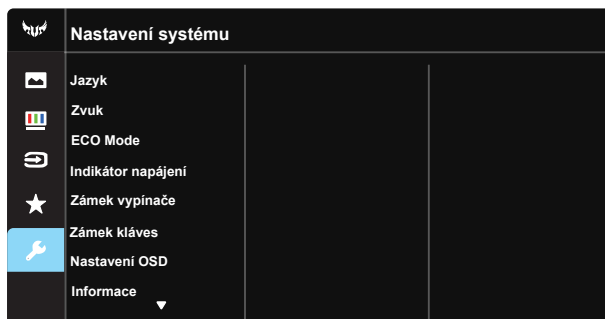 Nastavení systému
Jazyk
Zvuk
ECO Mode
Indikátor napájení
Zámek vypínače
Zámek kláves
Nastavení OSD
Informace